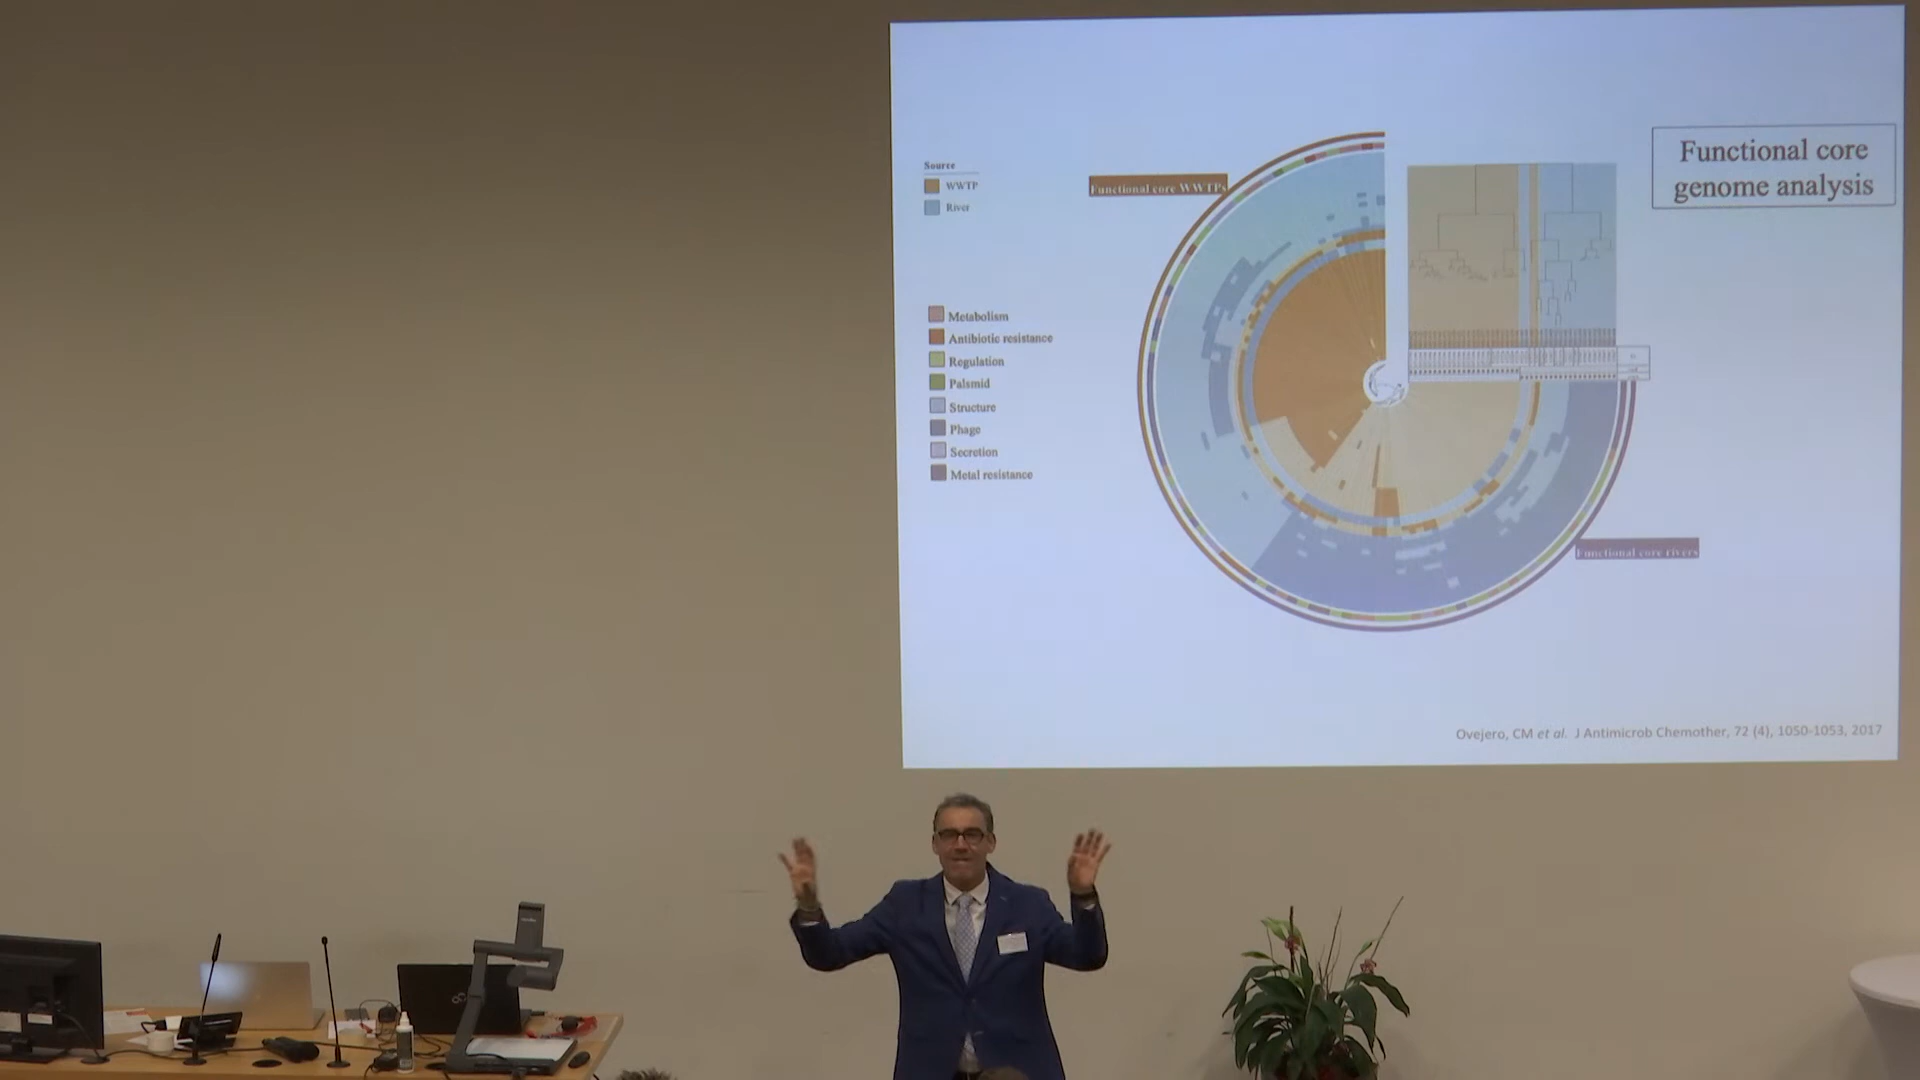 Functional core
genome analysis
Source
WWTP
River
Functional core WWTPs
Metabolism
Antibiotic resistance
Regulation
Palsmid
Structure
Phage
Secretion
Metal resistance
Functional core rivers
Ovejero, CM et al. J Antimicrob Chemother, 72 (4), 1050-1053, 2017